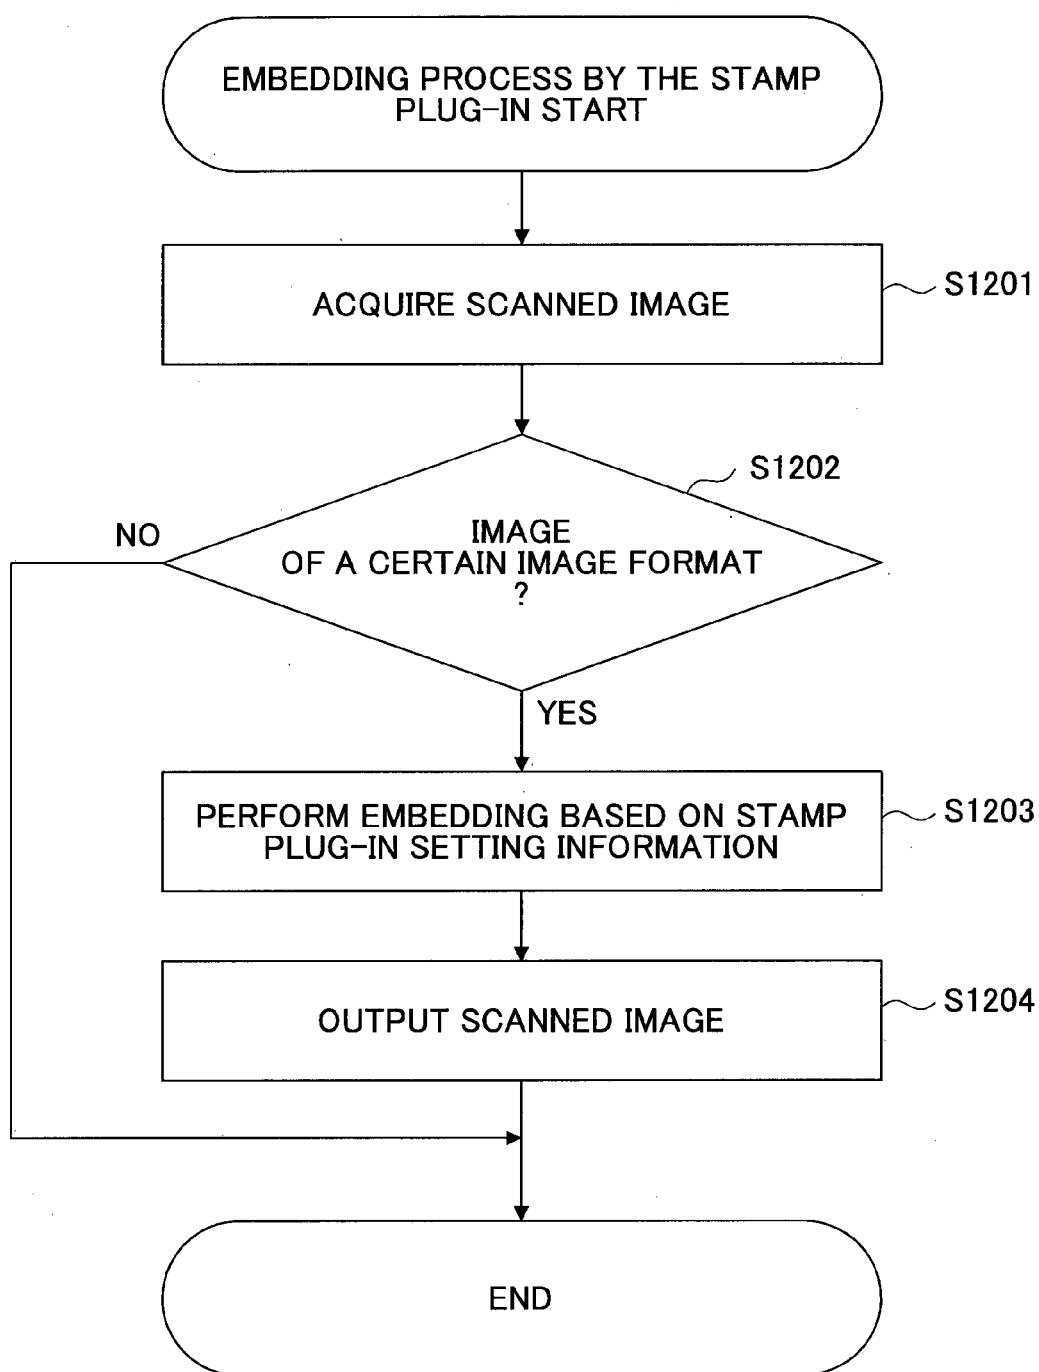 EMBEDDING PROCESS BY THE STAMP
PLUG-IN START
ACQUIRE SCANNED IMAGE
S1201
S1202
NO
IMAGE
OF A CERTAIN IMAGE FORMAT
?
YES
PERFORM EMBEDDING BASED ON STAMP
PLUG-IN SETTING INFORMATION
S1203
OUTPUT SCANNED IMAGE
S1204
END